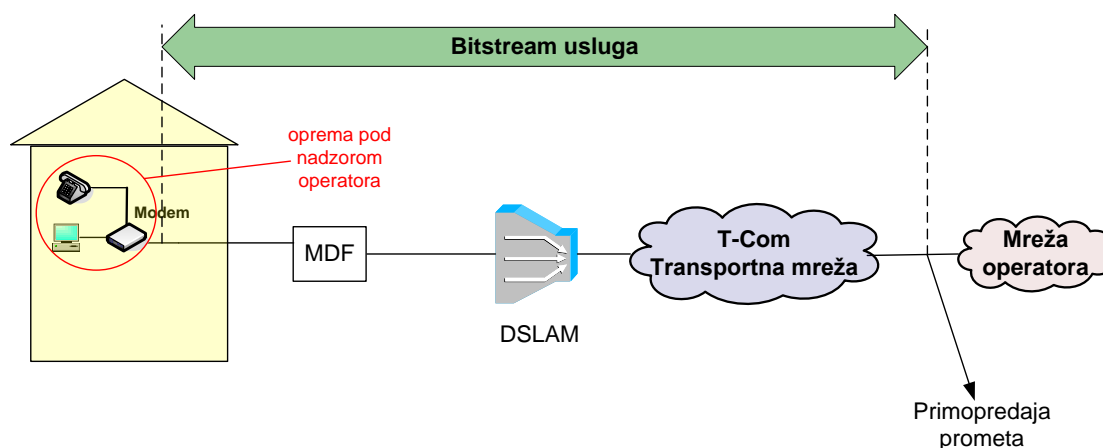 Bitstream usluga
oprema pod
nadzorom
operatora
Modem
MDF
DSLAM
T-Com
Transportna mreža
Mreža
operatora
Primopredaja
prometa